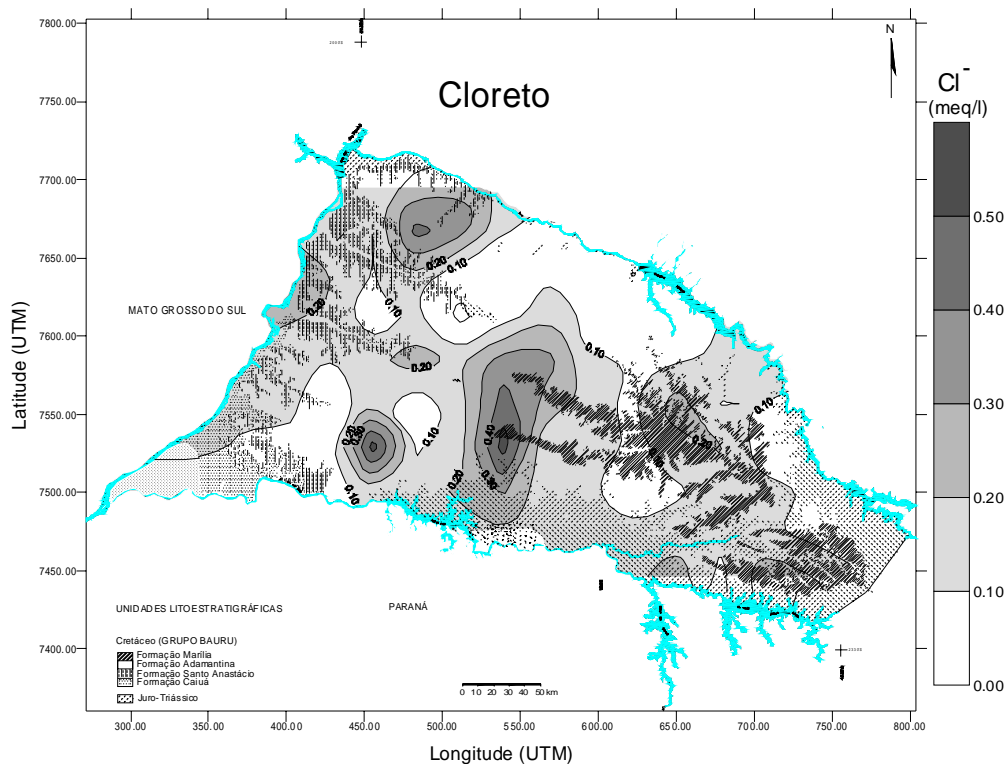 Cloreto
N
Cl⁻
(meq/l)
0.50
0.40
0.30
0.20
0.10
0.00
Latitude (UTM)
7800.00
7750.00
7700.00
7650.00
7600.00
7550.00
7500.00
7450.00
7400.00
MATO GROSSO DO SUL
0.20
0.10
0.20
0.10
0.20
0.10
0.10
0.10
0.40
0.20
0.30
0.10
0.20
0.10
PARANÁ
UNIDADES LITOESTRATIGRÁFICAS
Cretáceo (GRUPO BAURU)
Formação Marília
Formação Adamantina
Formação Santo Anastácio
Formação Caiuá
Juro-Triássico
0 10 20 30 40 50 km
300.00 350.00 400.00 450.00 500.00 550.00 600.00 650.00 700.00 750.00 800.00
Longitude (UTM)